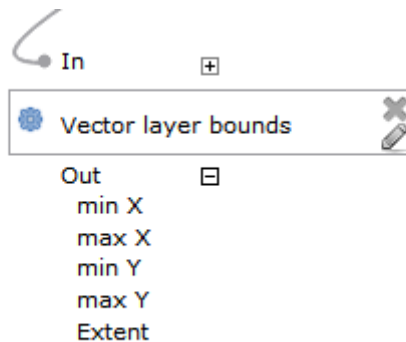 In
Vector layer bounds
Out
min X
max X
min Y
max Y
Extent